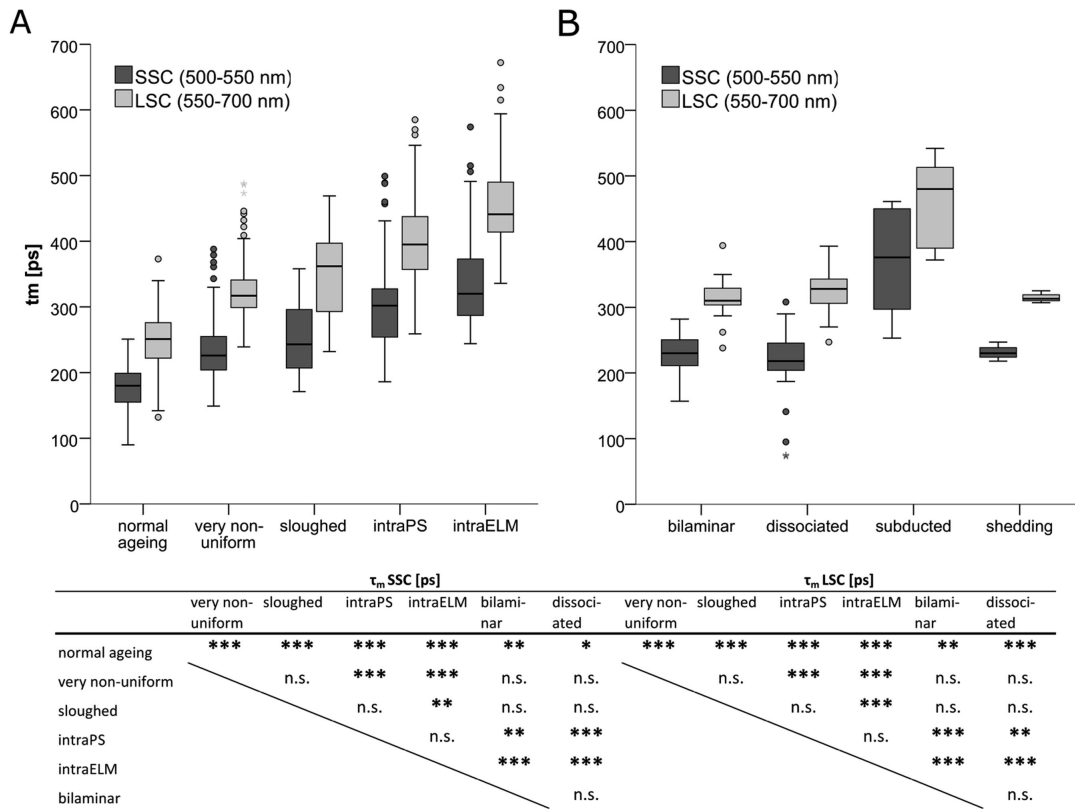 A
B
700
600
500
400
300
200
100
0
tm [ps]
SSC (500-550 nm)
LSC (550-700 nm)
normal ageing
very non-uniform
sloughed
intraPS
intraELM
700
600
500
400
300
200
100
0
SSC (500-550 nm)
LSC (550-700 nm)
bilaminar
dissociated
subducted
shedding
τm SSC [ps] τm LSC [ps]
very non-uniform sloughed intraPS intraELM bilami-nar dissoci-ated very non-uniform sloughed intraPS intraELM bilami-nar dissoci-ated
normal ageing *** *** *** *** ** * *** *** *** *** ** ***
very non-uniform n.s. *** *** n.s. n.s. n.s. *** *** n.s. n.s.
sloughed n.s. ** n.s. n.s. n.s. *** n.s. n.s.
intraPS n.s. ** *** n.s. *** **
intraELM *** *** *** ***
bilaminar n.s. n.s.